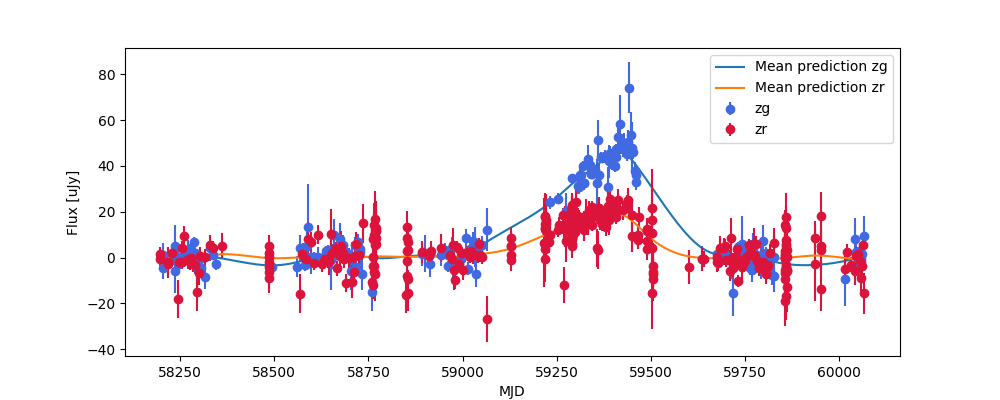 80
60
40
20
0
−20
−40
Flux [uJy]
58250
58500
58750
59000
59250
59500
59750
60000
MJD
Mean prediction zg
Mean prediction zr
zg
zr